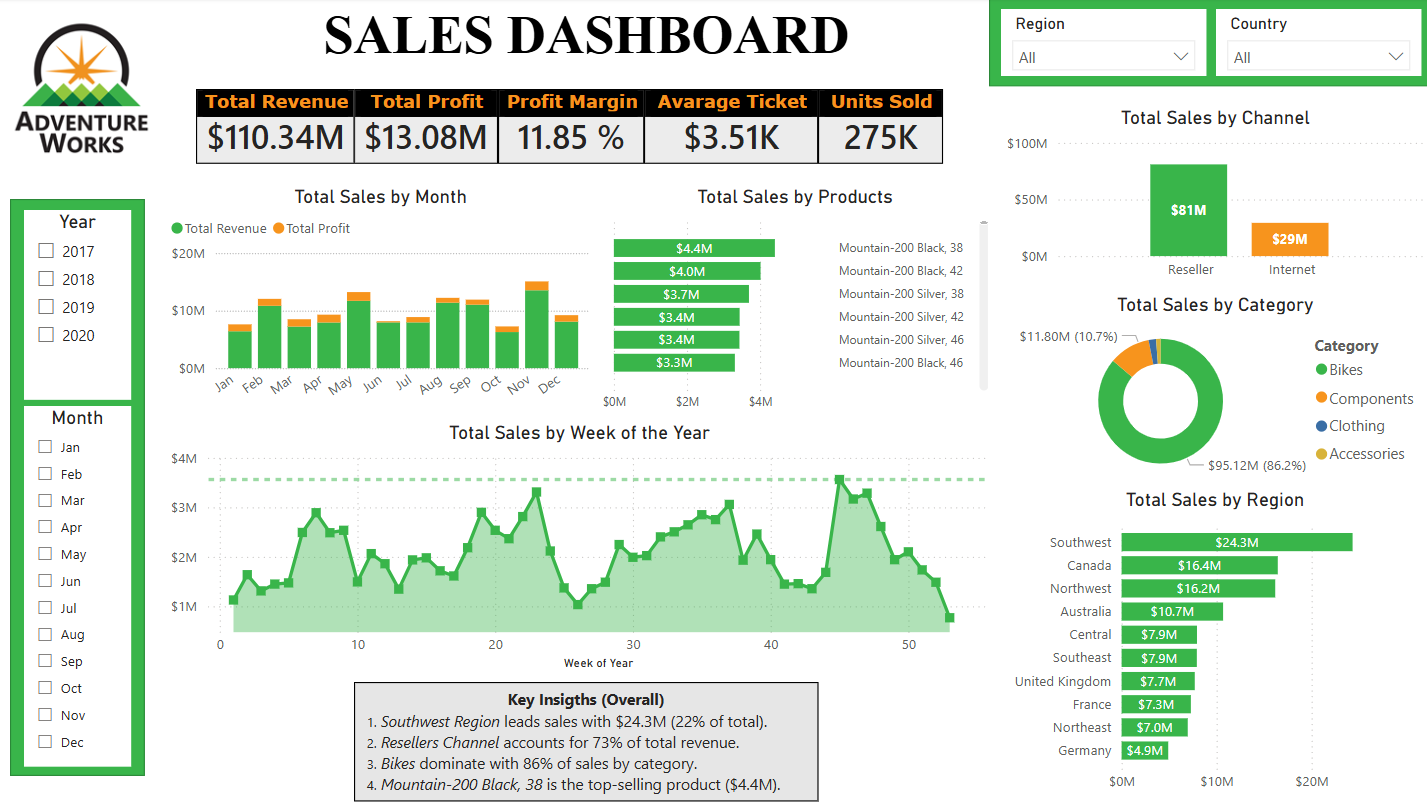 SALES DASHBOARD
ADVENTURE
WORKS
Region
All
Country
All
Total Revenue
$110.34M
Total Profit
$13.08M
Profit Margin
11.85 %
Avarage Ticket
$3.51K
Units Sold
275K
Year
2017
2018
2019
2020
Month
Jan
Feb
Mar
Apr
May
Jun
Jul
Aug
Sep
Oct
Nov
Dec
Total Sales by Month
Total Revenue
Total Profit
$20M
$10M
$0M
Jan
Feb
Mar
Apr
May
Jun
Jul
Aug
Sep
Oct
Nov
Dec
Total Sales by Products
$4.4M Mountain-200 Black, 38
$4.0M Mountain-200 Black, 42
$3.7M Mountain-200 Silver, 38
$3.4M Mountain-200 Silver, 42
$3.4M Mountain-200 Silver, 46
$3.3M Mountain-200 Black, 46
$0M $2M $4M
Total Sales by Week of the Year
$4M
$3M
$2M
$1M
0 10 20 30 40 50
Week of Year
Key Insigths (Overall)
1. Southwest Region leads sales with $24.3M (22% of total).
2. Resellers Channel accounts for 73% of total revenue.
3. Bikes dominate with 86% of sales by category.
4. Mountain-200 Black, 38 is the top-selling product ($4.4M).
Total Sales by Channel
$100M
$50M
$0M
$81M
$29M
Reseller
Internet
Total Sales by Category
$11.80M (10.7%)
$95.12M (86.2%)
Category
Bikes
Components
Clothing
Accessories
Total Sales by Region
Southwest $24.3M
Canada $16.4M
Northwest $16.2M
Australia $10.7M
Central $7.9M
Southeast $7.9M
United Kingdom $7.7M
France $7.3M
Northeast $7.0M
Germany $4.9M
$0M $10M $20M